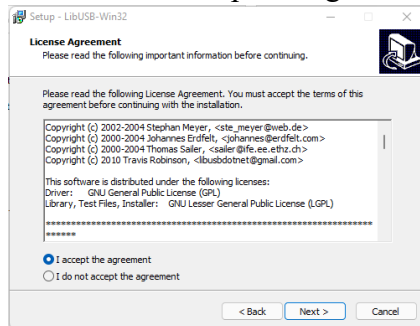 Setup - LibUSB-Win32
License Agreement
Please read the following important information before continuing.
Please read the following License Agreement. You must accept the terms of this
agreement before continuing with the installation.
Copyright (c) 2002-2004 Stephan Meyer, <ste_meyer@web.de>
Copyright (c) 2000-2004 Johannes Erdfelt, <johannes@erdfelt.com>
Copyright (c) 2000-2004 Thomas Sailer, <sailer@ife.ee.ethz.ch>
Copyright (c) 2010 Travis Robinson, <libusbdotnet@gmail.com>
This software is distributed under the following licenses:
Driver: GNU General Public License (GPL)
Library, Test Files, Installer: GNU Lesser General Public License (LGPL)
I accept the agreement
I do not accept the agreement
< Back Next > Cancel